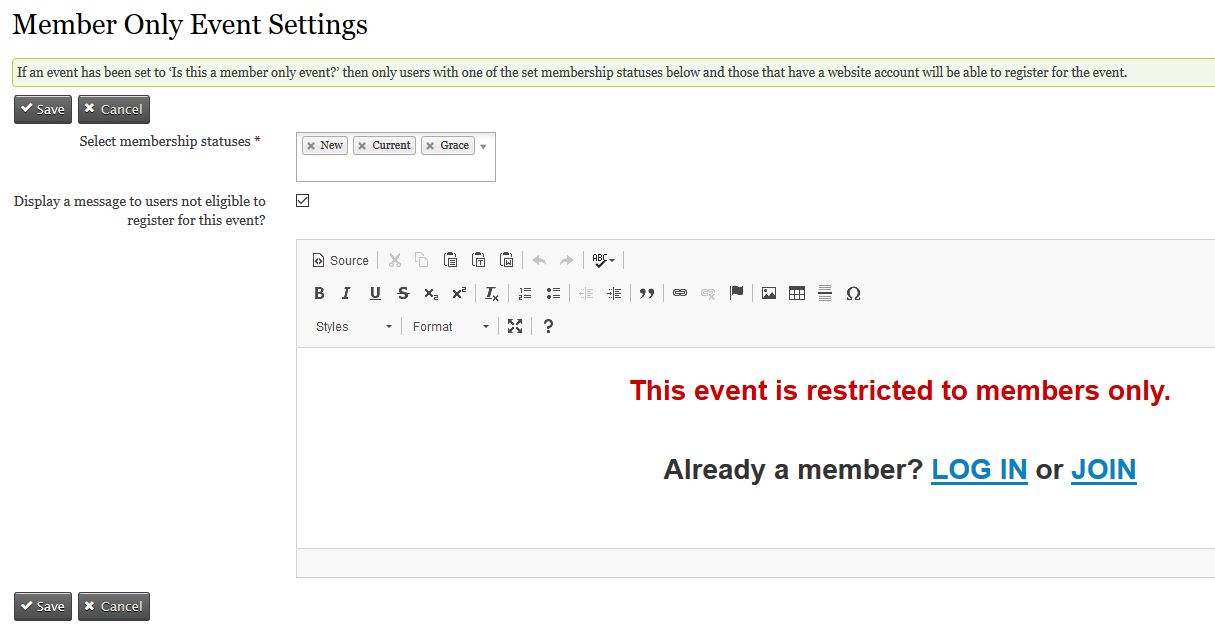 Member Only Event Settings
If an event has been set to ‘Is this a member only event?’ then only users with one of the set membership statuses below and those that have a website account will be able to register for the event.
Save Cancel
Select membership statuses *
New Current Grace
Display a message to users not eligible to
register for this event?
Source ABC
B I U S x2 x2 Ix
Styles Format ?
This event is restricted to members only.
Already a member? LOG IN or JOIN
Save Cancel